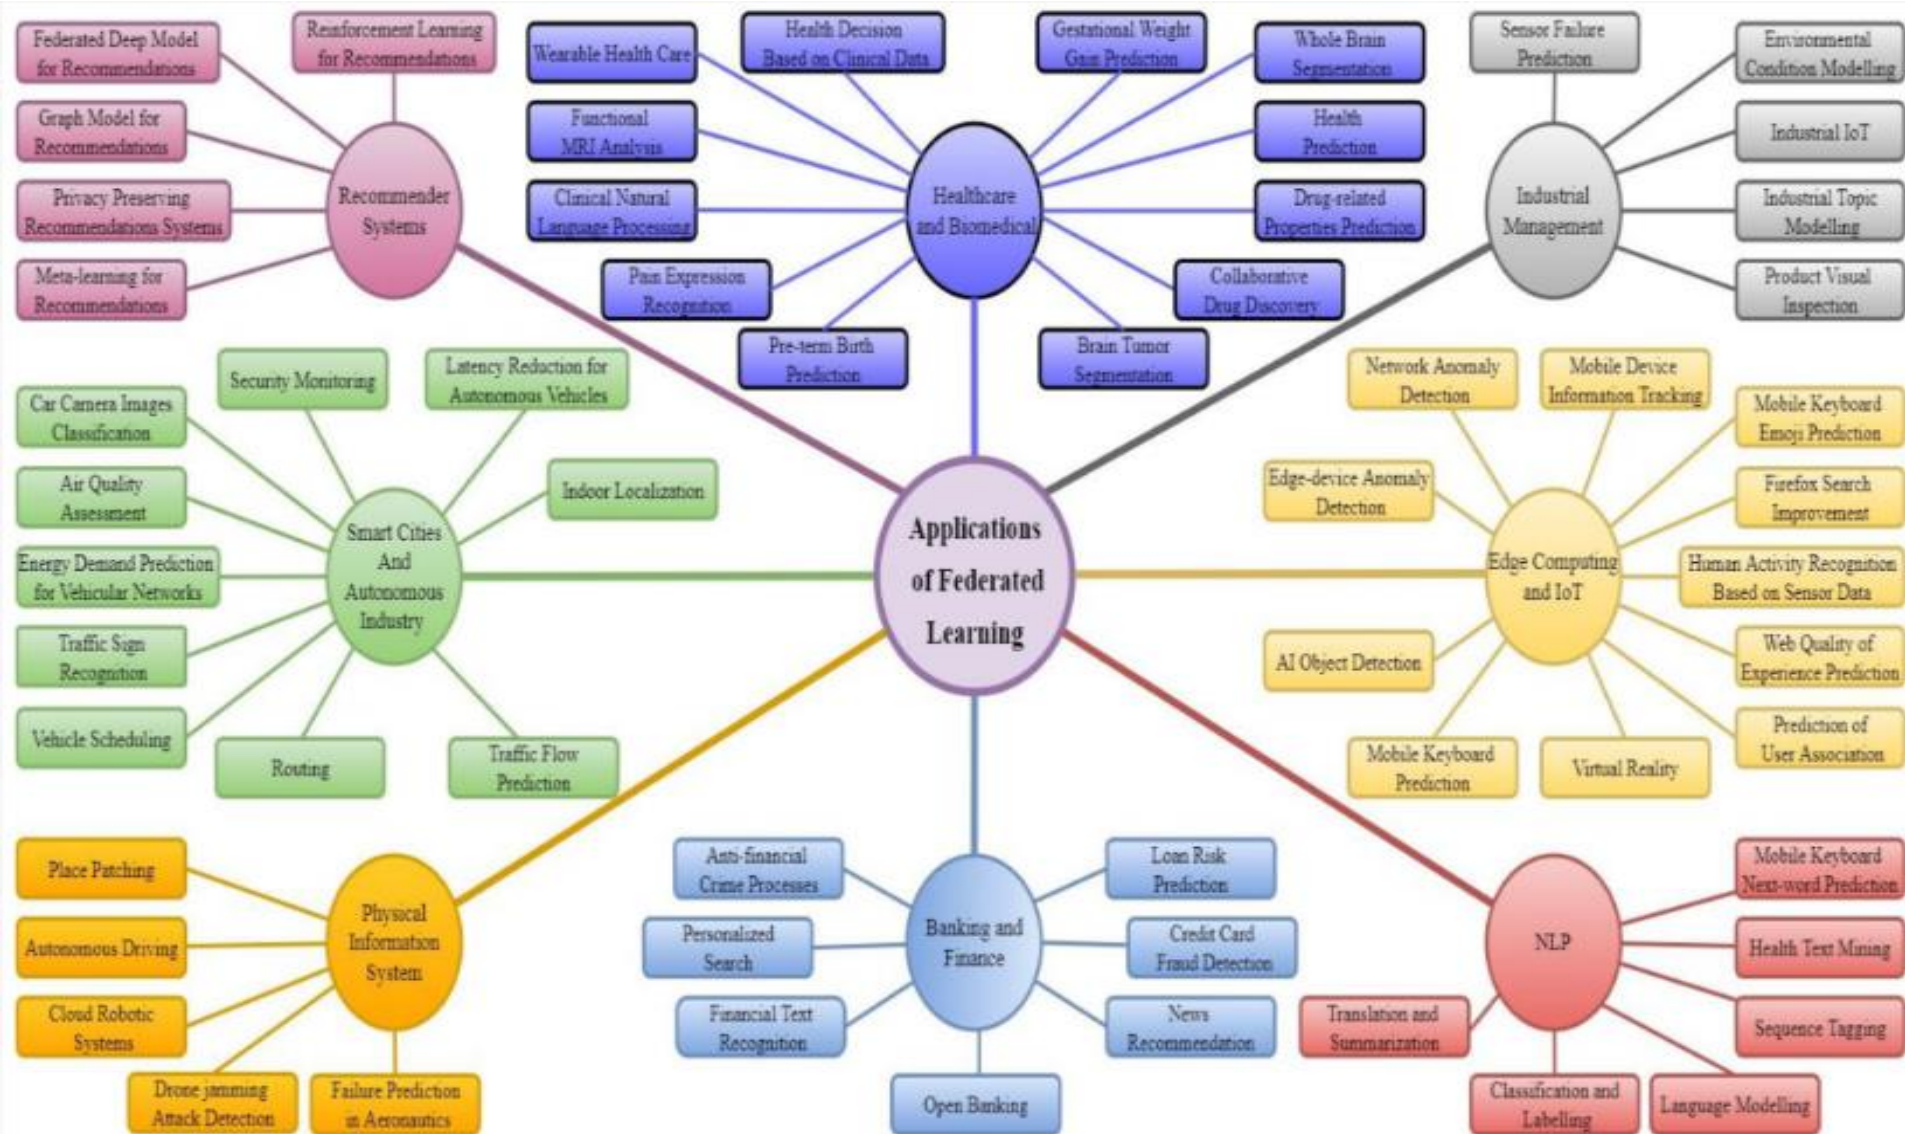 Federated Deep Model
for Recommendations
Reinforcement Learning
for Recommendations
Graph Model for
Recommendations
Privacy Preserving
Recommendations Systems
Meta-learning for
Recommendations
Recommender
Systems
Wearable Health Care
Health Decision
Based on Clinical Data
Gestational Weight
Gain Prediction
Whole Brain
Segmentation
Functional
MRI Analysis
Health
Prediction
Clinical Natural
Language Processing
Drug-related
Properties Prediction
Pain Expression
Recognition
Collaborative
Drug Discovery
Pre-term Birth
Prediction
Brain Tumor
Segmentation
Healthcare
and Biomedical
Sensor Failure
Prediction
Environmental
Condition Modelling
Industrial IoT
Industrial Topic
Modelling
Product Visual
Inspection
Industrial
Management
Security Monitoring
Latency Reduction for
Autonomous Vehicles
Car Camera Images
Classification
Air Quality
Assessment
Indoor Localization
Energy Demand Prediction
for Vehicular Networks
Traffic Sign
Recognition
Vehicle Scheduling
Routing
Traffic Flow
Prediction
Smart Cities
And
Autonomous
Industry
Applications
of Federated
Learning
Network Anomaly
Detection
Mobile Device
Information Tracking
Mobile Keyboard
Emoji Prediction
Edge-device Anomaly
Detection
Firefox Search
Improvement
Human Activity Recognition
Based on Sensor Data
AI Object Detection
Web Quality of
Experience Prediction
Prediction of
User Association
Mobile Keyboard
Prediction
Virtual Reality
Edge Computing
and IoT
Place Patching
Autonomous Driving
Cloud Robotic
Systems
Drone jamming
Attack Detection
Failure Prediction
in Aeronautics
Physical
Information
System
Anti-financial
Crime Processes
Loan Risk
Prediction
Personalized
Search
Credit Card
Fraud Detection
Financial Text
Recognition
News
Recommendation
Open Banking
Banking and
Finance
Mobile Keyboard
Next-word Prediction
Health Text Mining
Sequence Tagging
Translation and
Summarization
Classification and
Labelling
Language Modelling
NLP